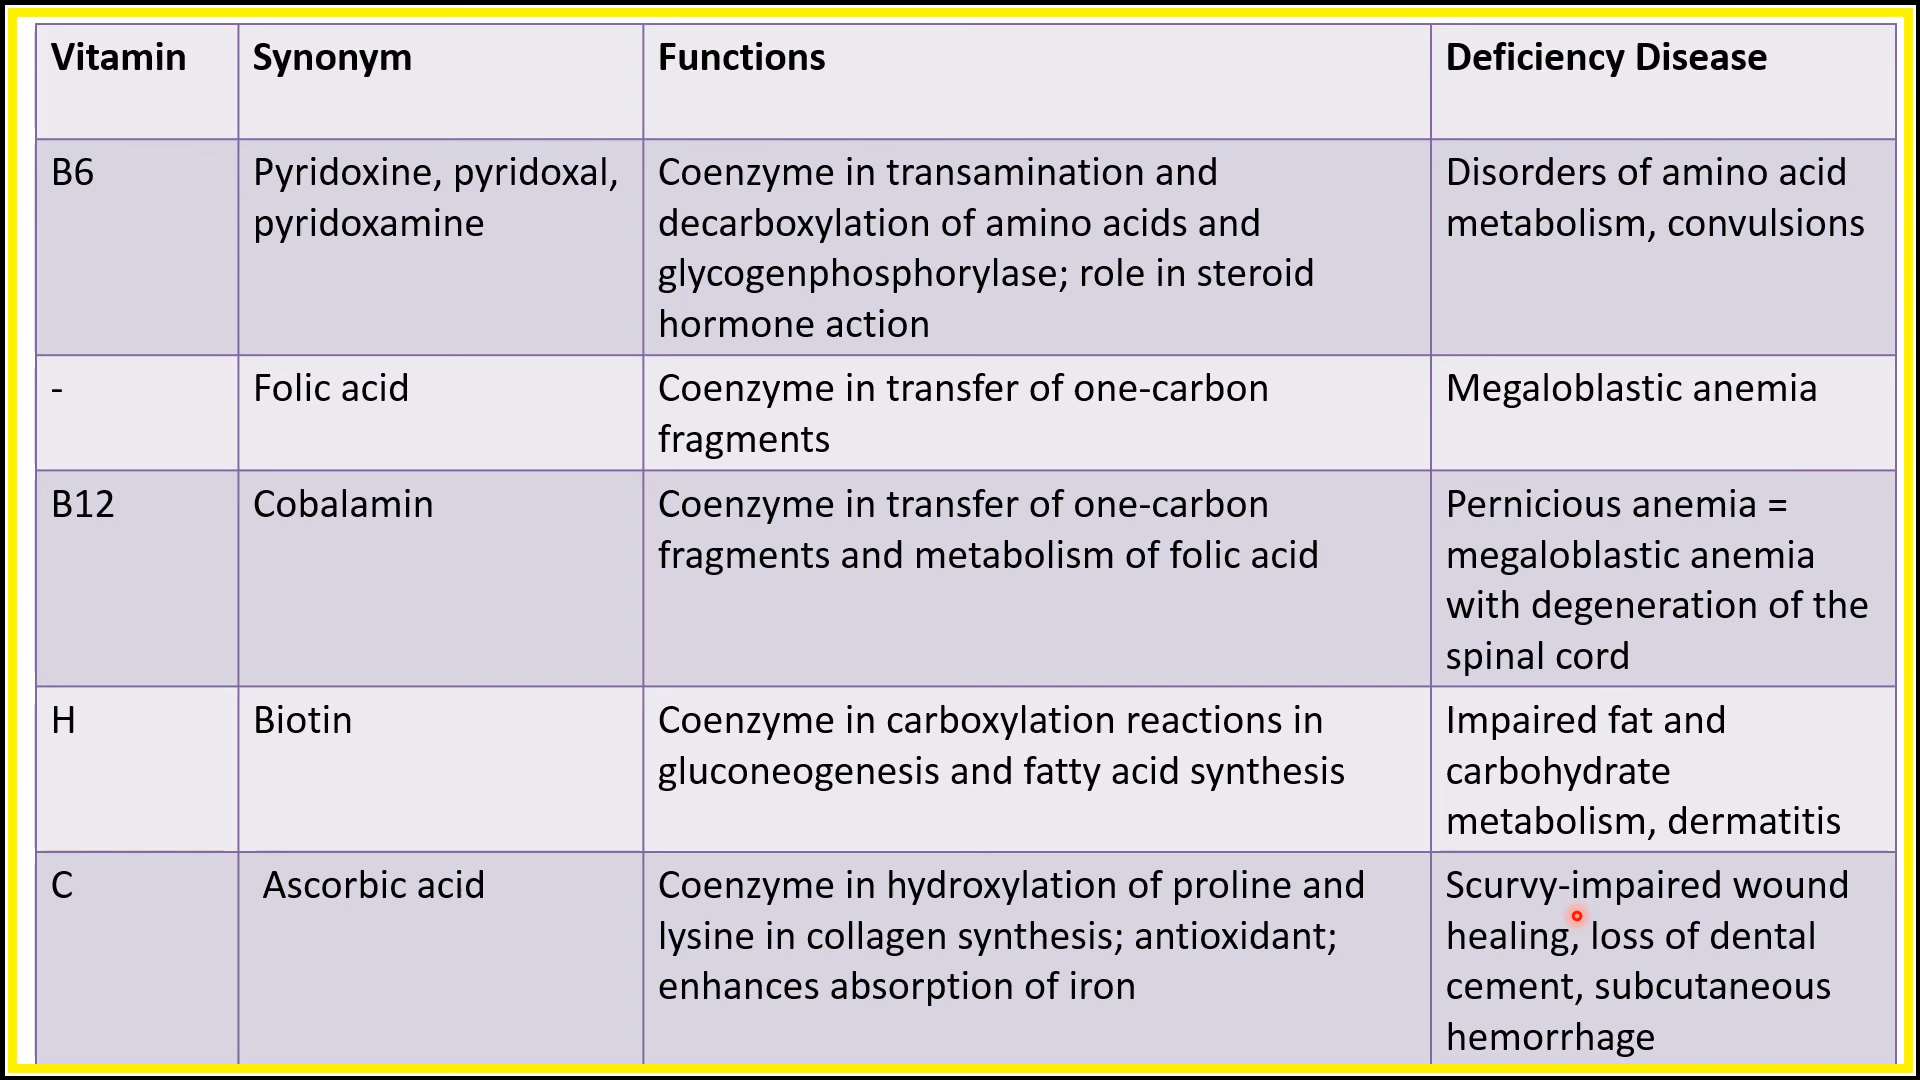 Vitamin Synonym Functions Deficiency Disease
B6 Pyridoxine, pyridoxal, Coenzyme in transamination and Disorders of amino acid
pyridoxamine decarboxylation of amino acids and metabolism, convulsions
glycogenphosphorylase; role in steroid
hormone action
- Folic acid Coenzyme in transfer of one-carbon Megaloblastic anemia
fragments
B12 Cobalamin Coenzyme in transfer of one-carbon Pernicious anemia =
fragments and metabolism of folic acid megaloblastic anemia
with degeneration of the
spinal cord
H Biotin Coenzyme in carboxylation reactions in Impaired fat and
gluconeogenesis and fatty acid synthesis carbohydrate
metabolism, dermatitis
C Ascorbic acid Coenzyme in hydroxylation of proline and Scurvy-impaired wound
lysine in collagen synthesis; antioxidant; healing, loss of dental
enhances absorption of iron cement, subcutaneous
hemorrhage